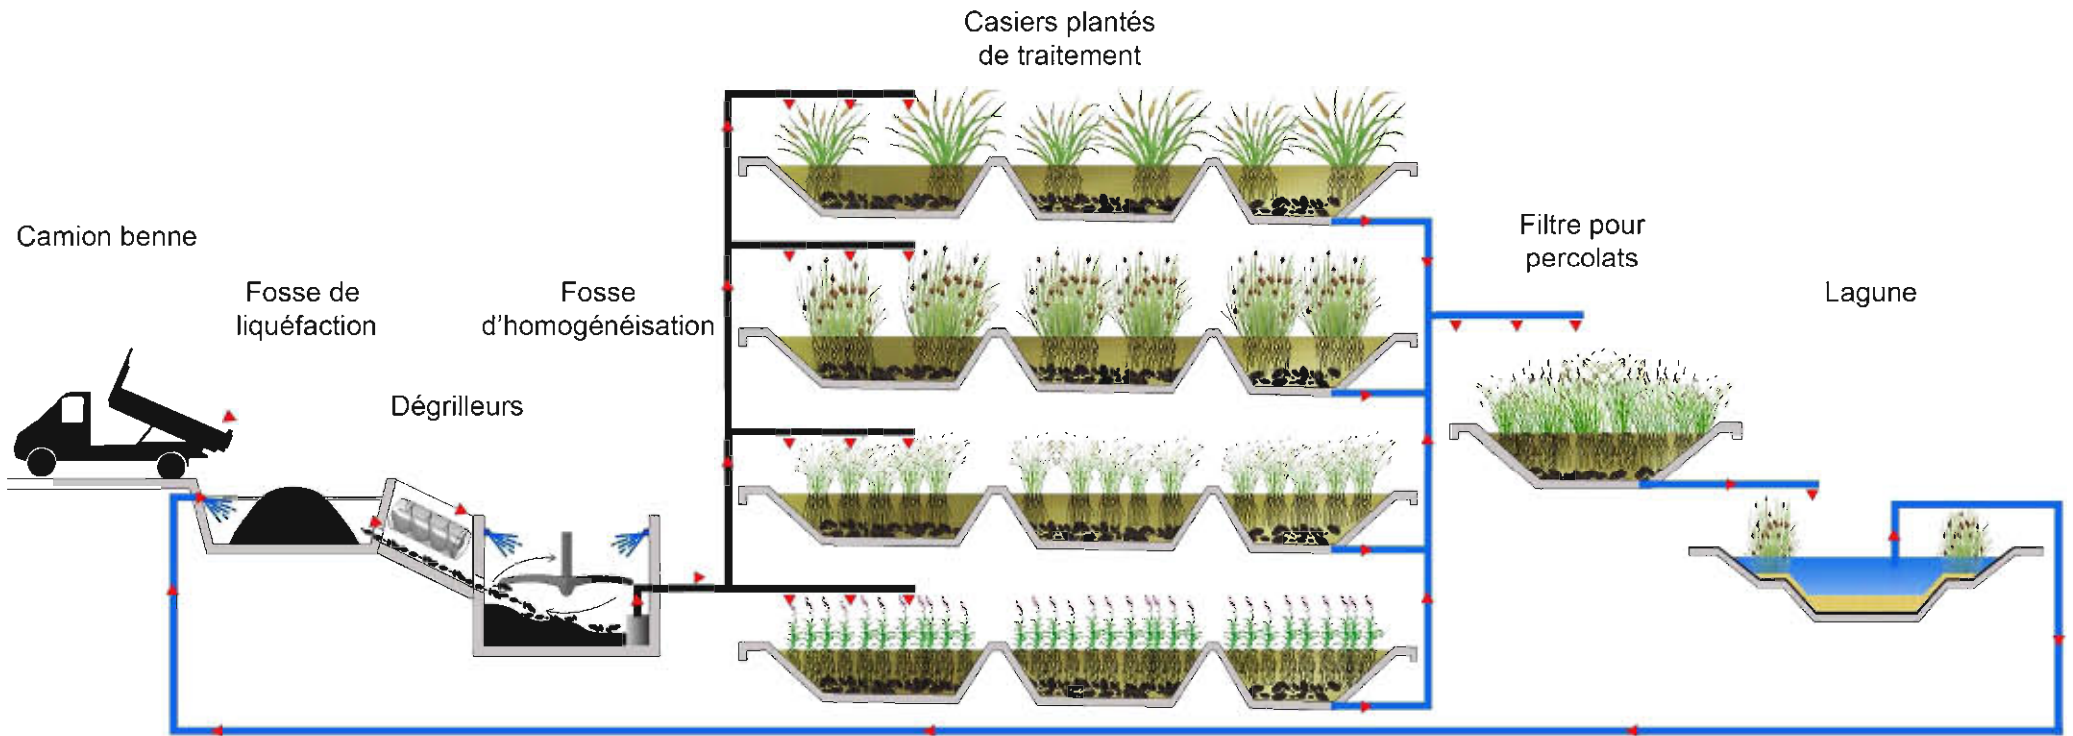 Casiers plantés
de traitement
Camion benne
Fosse de
liquéfaction
Dégrilleurs
Fosse
d'homogénéisation
Filtre pour
percolats
Lagune